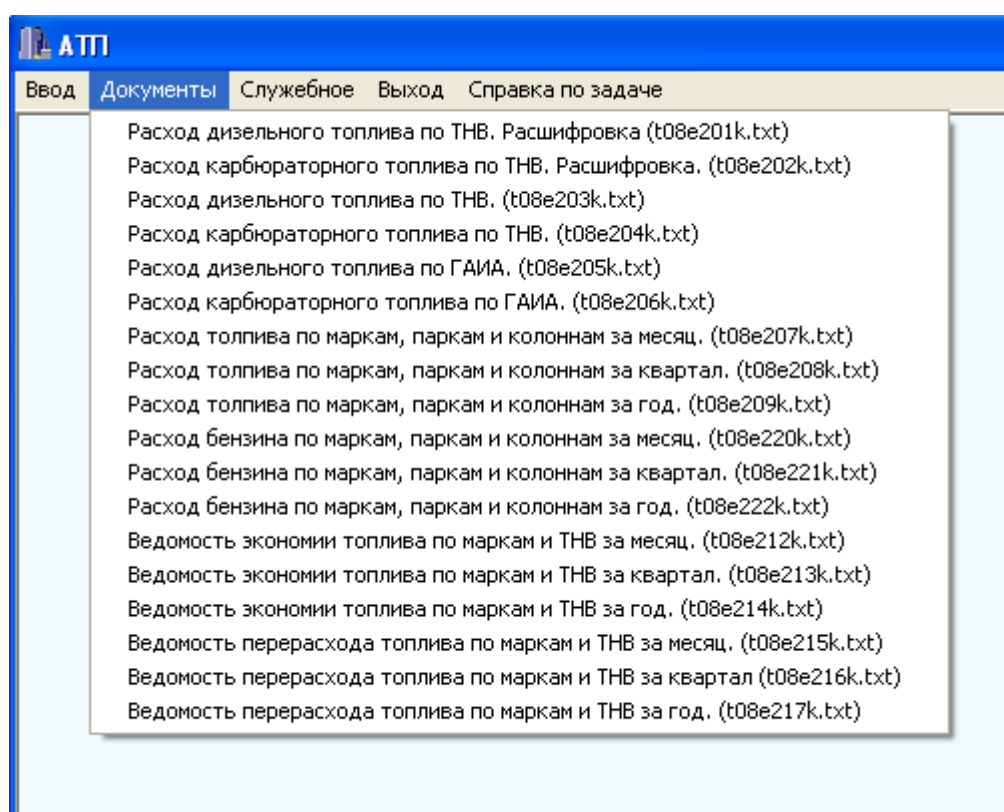 АТП
Ввод Документы Служебное Выход Справка по задаче
Расход дизельного топлива по ТНВ. Расшифровка (t08e201k.txt)
Расход карбюраторного топлива по ТНВ. Расшифровка. (t08e202k.txt)
Расход дизельного топлива по ТНВ. (t08e203k.txt)
Расход карбюраторного топлива по ТНВ. (t08e204k.txt)
Расход дизельного топлива по ГАИА. (t08e205k.txt)
Расход карбюраторного топлива по ГАИА. (t08e206k.txt)
Расход толпива по маркам, паркам и колоннам за месяц. (t08e207k.txt)
Расход толпива по маркам, паркам и колоннам за квартал. (t08e208k.txt)
Расход толпива по маркам, паркам и колоннам за год. (t08e209k.txt)
Расход бензина по маркам, паркам и колоннам за месяц. (t08e220k.txt)
Расход бензина по маркам, паркам и колоннам за квартал. (t08e221k.txt)
Расход бензина по маркам, паркам и колоннам за год. (t08e222k.txt)
Ведомость экономии топлива по маркам и ТНВ за месяц. (t08e212k.txt)
Ведомость экономии топлива по маркам и ТНВ за квартал. (t08e213k.txt)
Ведомость экономии топлива по маркам и ТНВ за год. (t08e214k.txt)
Ведомость перерасхода топлива по маркам и ТНВ за месяц. (t08e215k.txt)
Ведомость перерасхода топлива по маркам и ТНВ за квартал (t08e216k.txt)
Ведомость перерасхода топлива по маркам и ТНВ за год. (t08e217k.txt)